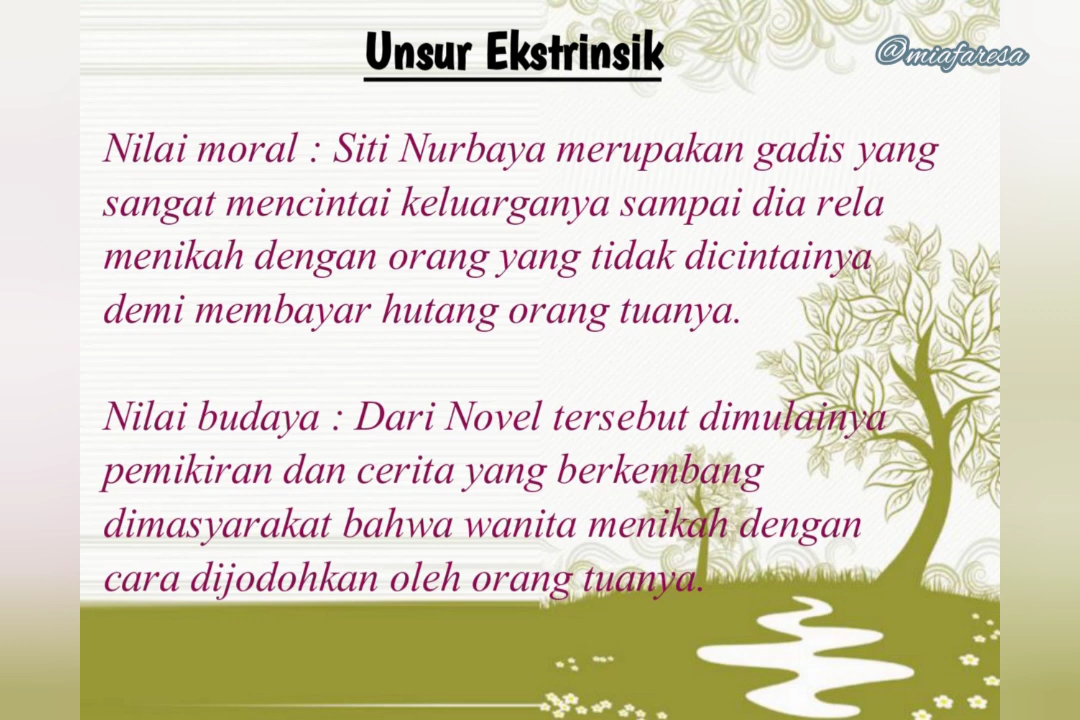 Unsur Ekstrinsik
@miafaresa
Nilai moral : Siti Nurbaya merupakan gadis yang
sangat mencintai keluarganya sampai dia rela
menikah dengan orang yang tidak dicintainya
demi membayar hutang orang tuanya.
Nilai budaya : Dari Novel tersebut dimulainya
pemikiran dan cerita yang berkembang
dimasyarakat bahwa wanita menikah dengan
cara dijodohkan oleh orang tuanya.